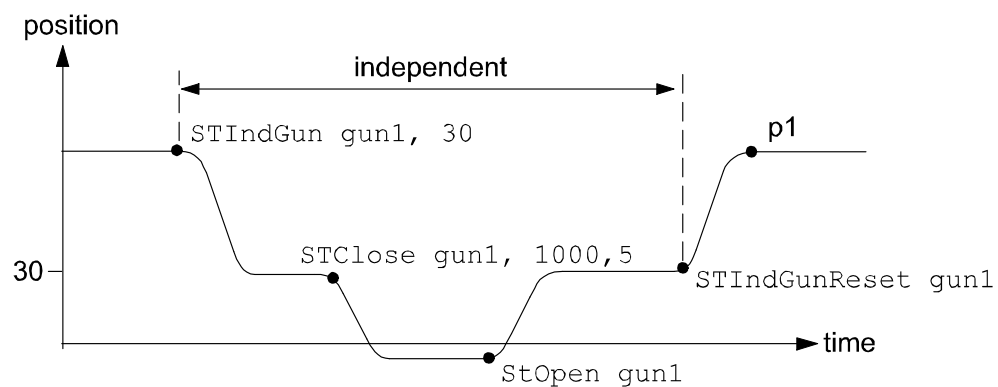 position
independent
STIndGun gun1, 30
p1
STClose gun1, 1000,5
30
STIndGunReset gun1
time
StOpen gun1